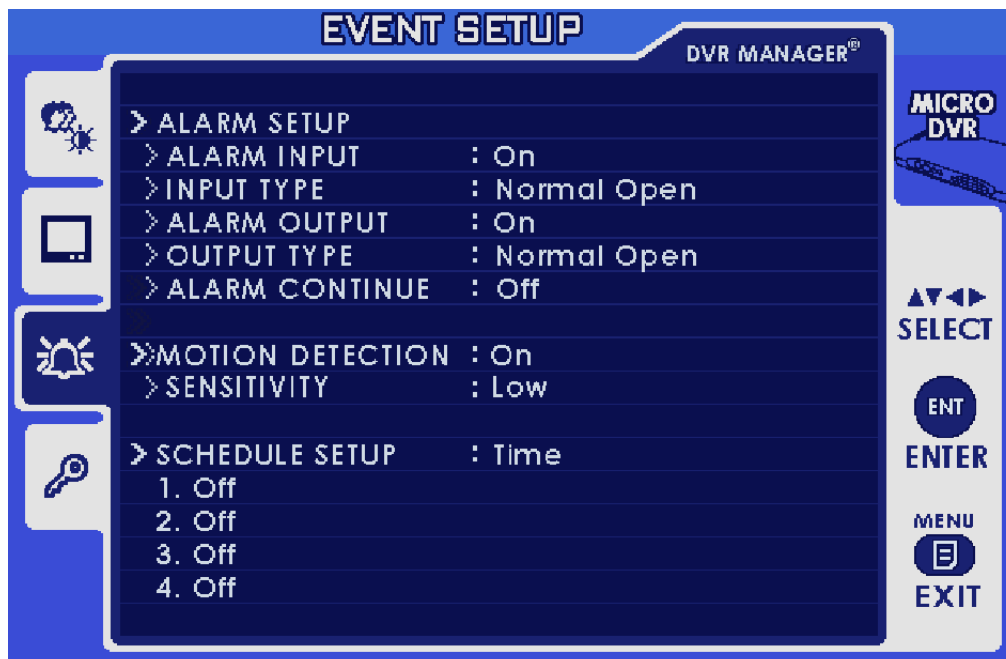 EVENT SETUP
DVR MANAGER®
> ALARM SETUP
> ALARM INPUT : On
> INPUT TYPE : Normal Open
> ALARM OUTPUT : On
> OUTPUT TYPE : Normal Open
> ALARM CONTINUE : Off
>> MOTION DETECTION : On
> SENSITIVITY : Low
> SCHEDULE SETUP : Time
1. Off
2. Off
3. Off
4. Off
MICRO
DVR
▲▼◀▶
SELECT
ENT
ENTER
MENU
EXIT